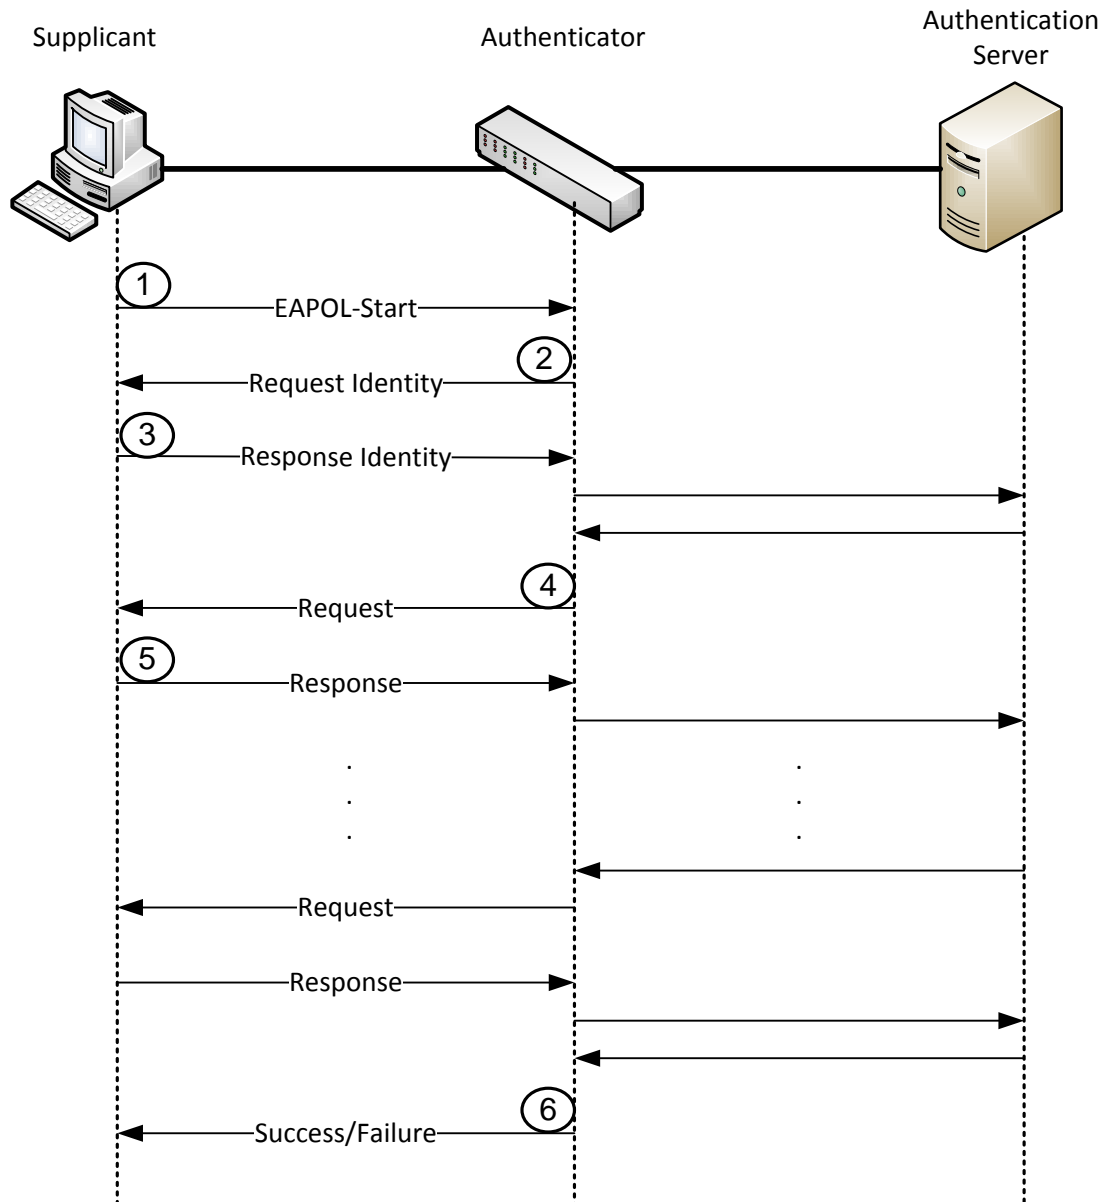 Supplicant
Authenticator
Authentication
Server
1
EAPOL-Start
2
Request Identity
3
Response Identity
4
Request
5
Response
.
.
.
.
.
.
Request
Response
6
Success/Failure